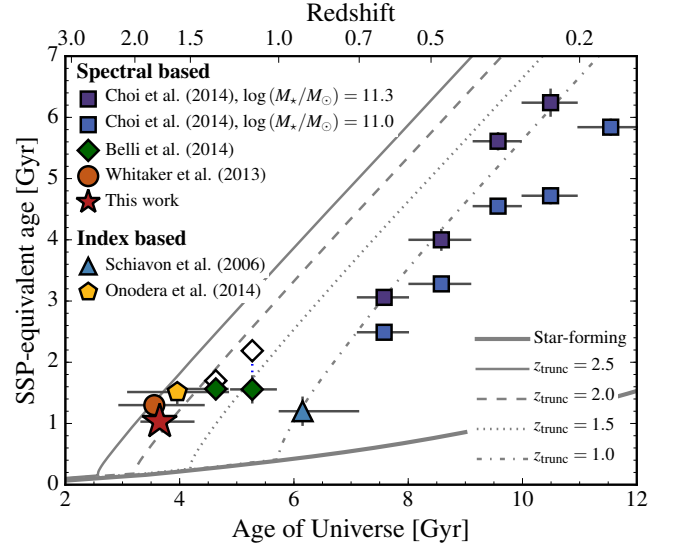 Redshift
3.0 2.0 1.5 1.0 0.7 0.5 0.2
7
6
5
4
3
2
1
0
SSP-equivalent age [Gyr]
Spectral based
Choi et al. (2014), log(M⋆/M⊙) = 11.3
Choi et al. (2014), log(M⋆/M⊙) = 11.0
Belli et al. (2014)
Whitaker et al. (2013)
This work
Index based
Schiavon et al. (2006)
Onodera et al. (2014)
Star-forming
z_trunc = 2.5
z_trunc = 2.0
z_trunc = 1.5
z_trunc = 1.0
2 4 6 8 10 12
Age of Universe [Gyr]